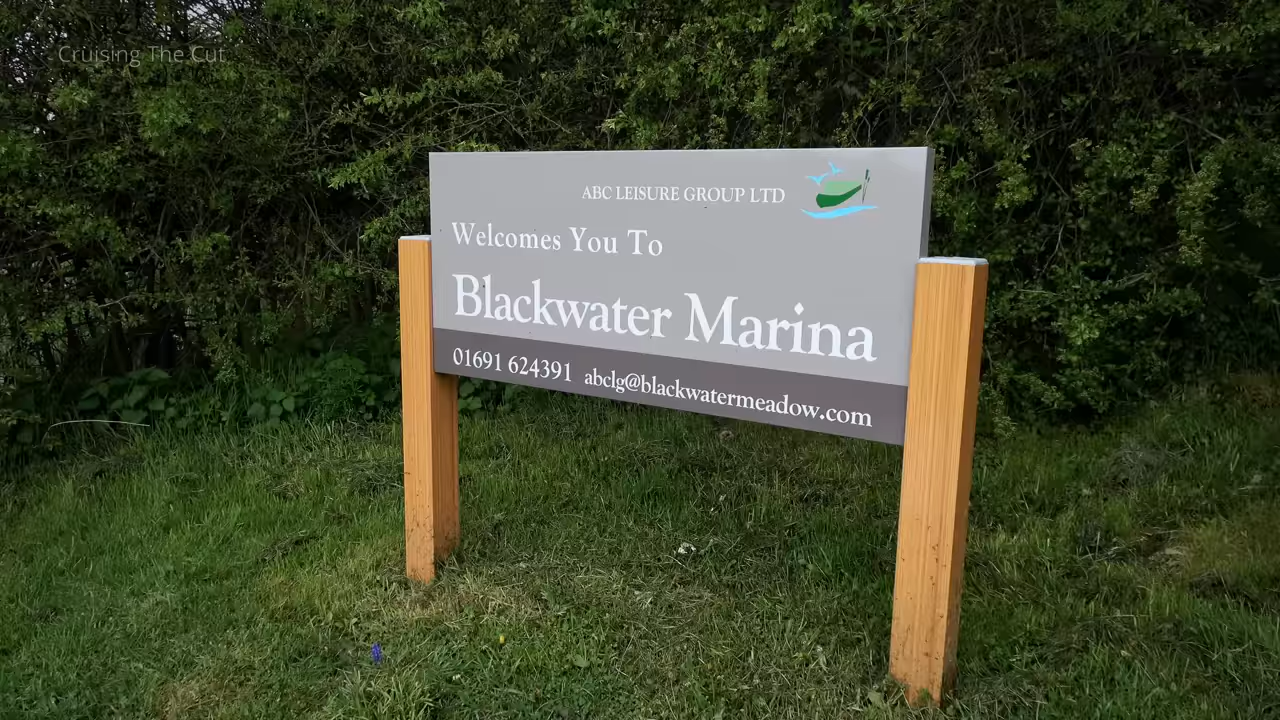 Cruising The Cut
ABC LEISURE GROUP LTD
Welcomes You To
Blackwater Marina
01691 624391 abclg@blackwatermeadow.com